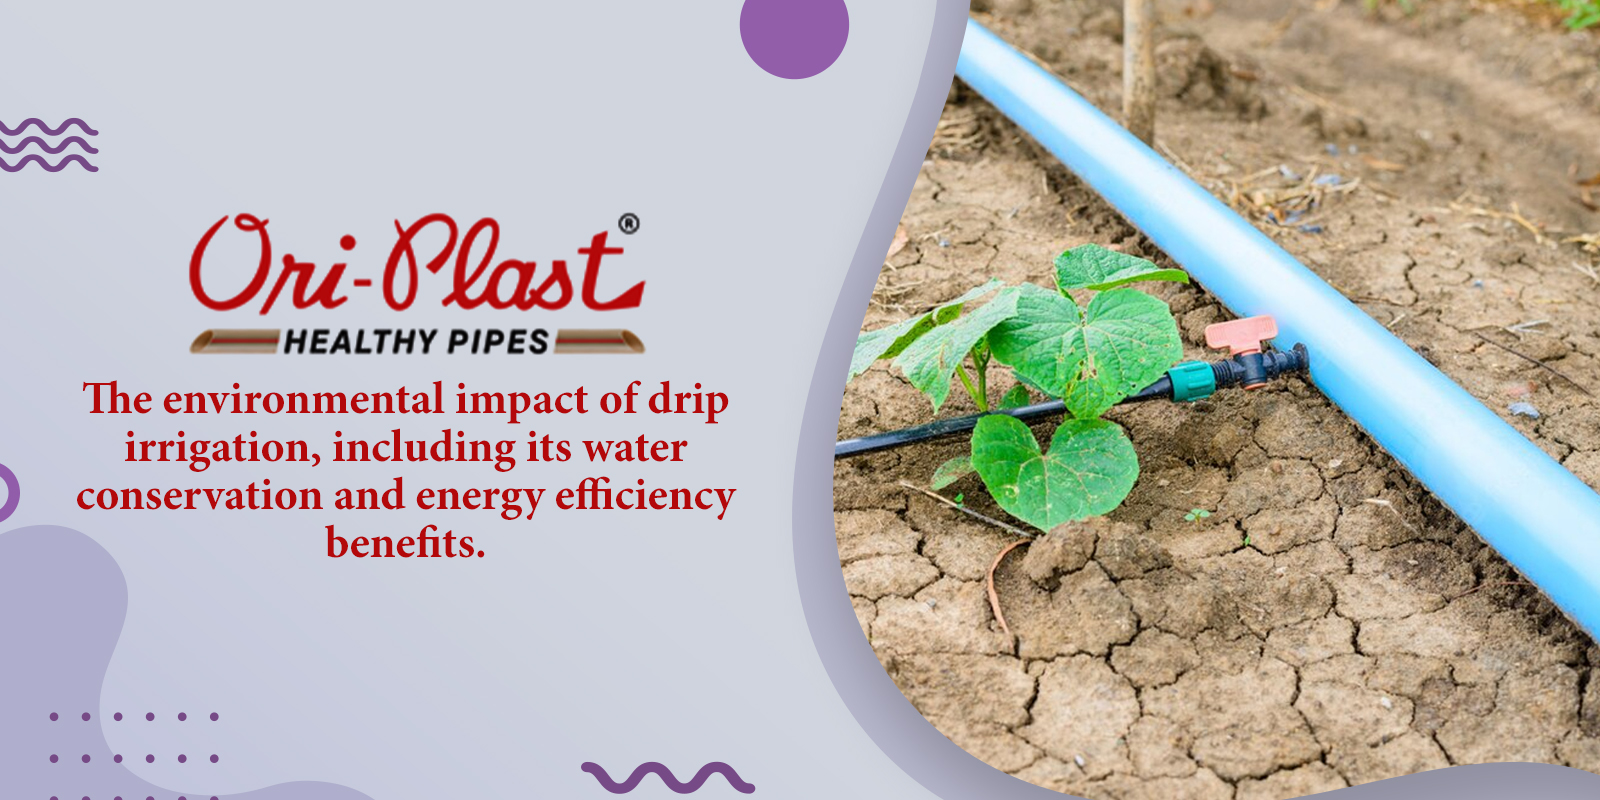 Ori-Plast®
HEALTHY PIPES
The environmental impact of drip
irrigation, including its water
conservation and energy efficiency
benefits.